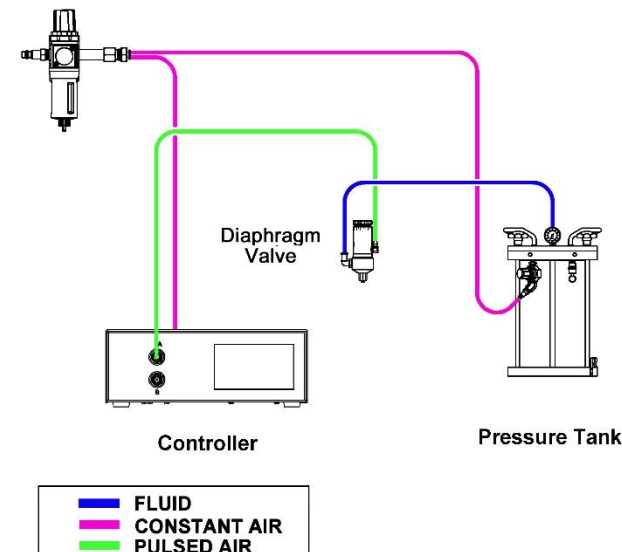 Diaphragm
Valve
A
B
Controller
Pressure Tank
FLUID
CONSTANT AIR
PULSED AIR